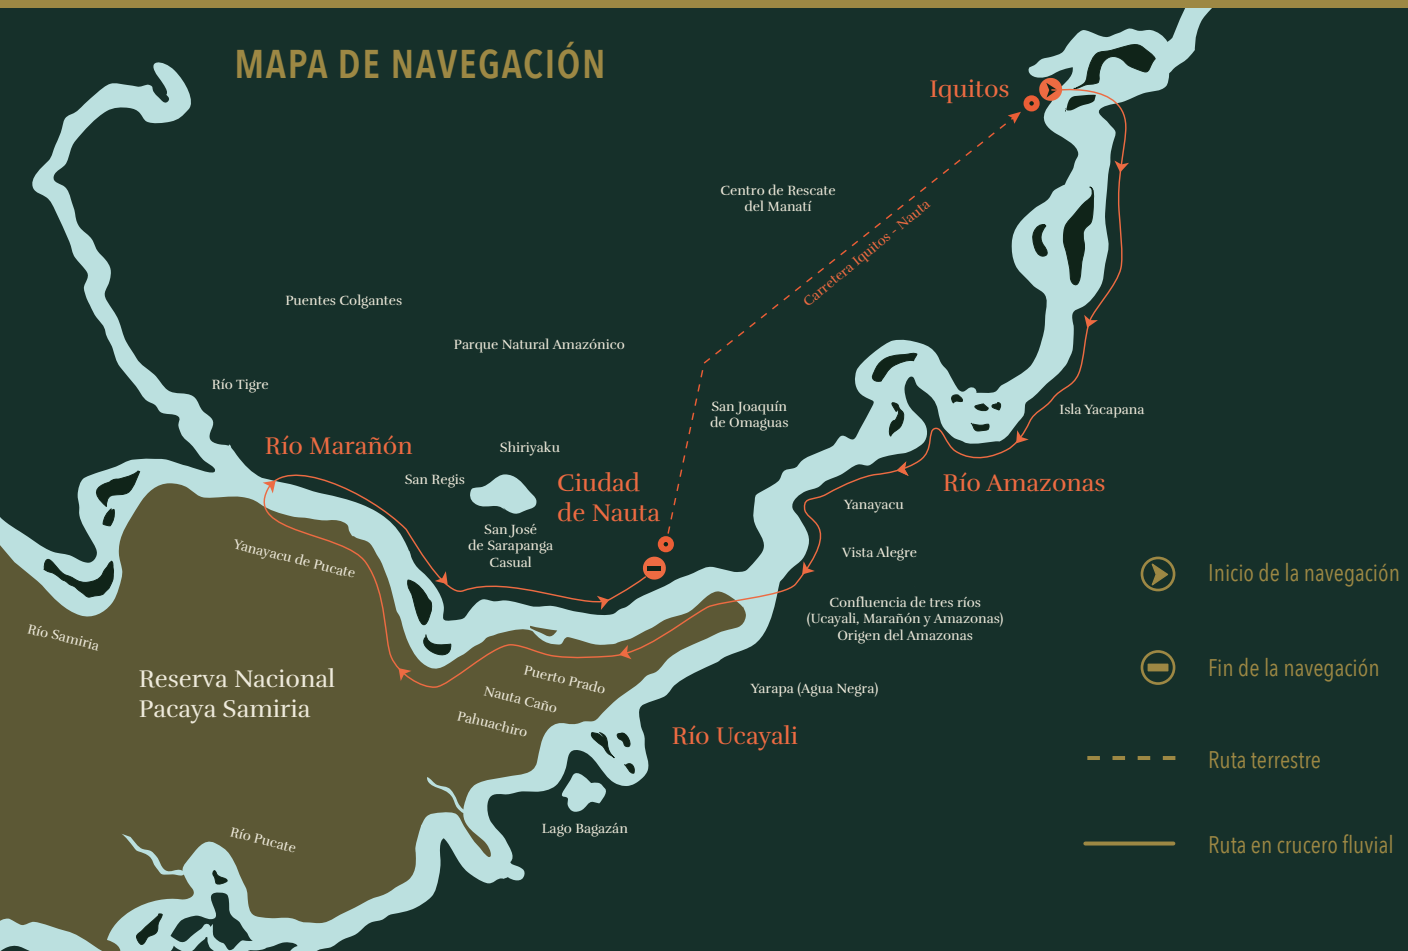 MAPA DE NAVEGACIÓN
Iquitos
Centro de Rescate
del Manatí
Carretera Iquitos - Nauta
Puentes Colgantes
Parque Natural Amazónico
Río Tigre
San Joaquín
de Omaguas
Isla Yacapana
Río Marañón
Shiriyaku
San Regis
Ciudad
de Nauta
Río Amazonas
Yanayacu
San José
de Sarapanga
Casual
Yanayacu de Pucate
Vista Alegre
Inicio de la navegación
Confluencia de tres ríos
(Ucayali, Marañón y Amazonas)
Origen del Amazonas
Río Samiria
Reserva Nacional
Pacaya Samiria
Puerto Prado
Nauta Caño
Pahuachiro
Yarapa (Agua Negra)
Fin de la navegación
Río Ucayali
Ruta terrestre
Lago Bagazán
Río Pucate
Ruta en crucero fluvial